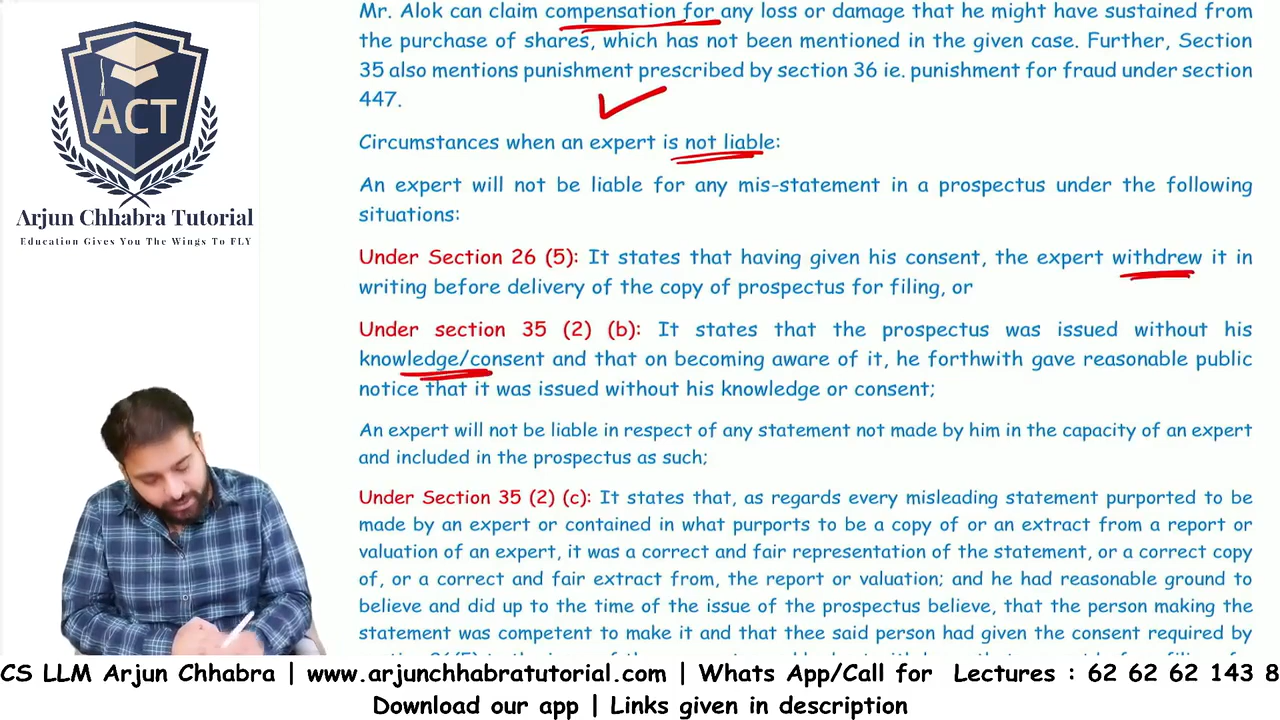 Mr. Alok can claim compensation for any loss or damage that he might have sustained from
the purchase of shares, which has not been mentioned in the given case. Further, Section
35 also mentions punishment prescribed by section 36 ie. punishment for fraud under section
447.
ACT
Circumstances when an expert is not liable:
An expert will not be liable for any mis-statement in a prospectus under the following
situations:
Arjun Chhabra Tutorial
Education Gives You The Wings To FLY
Under Section 26 (5): It states that having given his consent, the expert withdrew it in
writing before delivery of the copy of prospectus for filing, or
Under section 35 (2) (b): It states that the prospectus was issued without his
knowledge/consent and that on becoming aware of it, he forthwith gave reasonable public
notice that it was issued without his knowledge or consent;
An expert will not be liable in respect of any statement not made by him in the capacity of an expert
and included in the prospectus as such;
Under Section 35 (2) (c): It states that, as regards every misleading statement purported to be
made by an expert or contained in what purports to be a copy of or an extract from a report or
valuation of an expert, it was a correct and fair representation of the statement, or a correct copy
of, or a correct and fair extract from, the report or valuation; and he had reasonable ground to
believe and did up to the time of the issue of the prospectus believe, that the person making the
statement was competent to make it and that thee said person had given the consent required by
CS LLM Arjun Chhabra | www.arjunchhabratutorial.com | Whats App/Call for Lectures : 62 62 62 143 8
Download our app | Links given in description